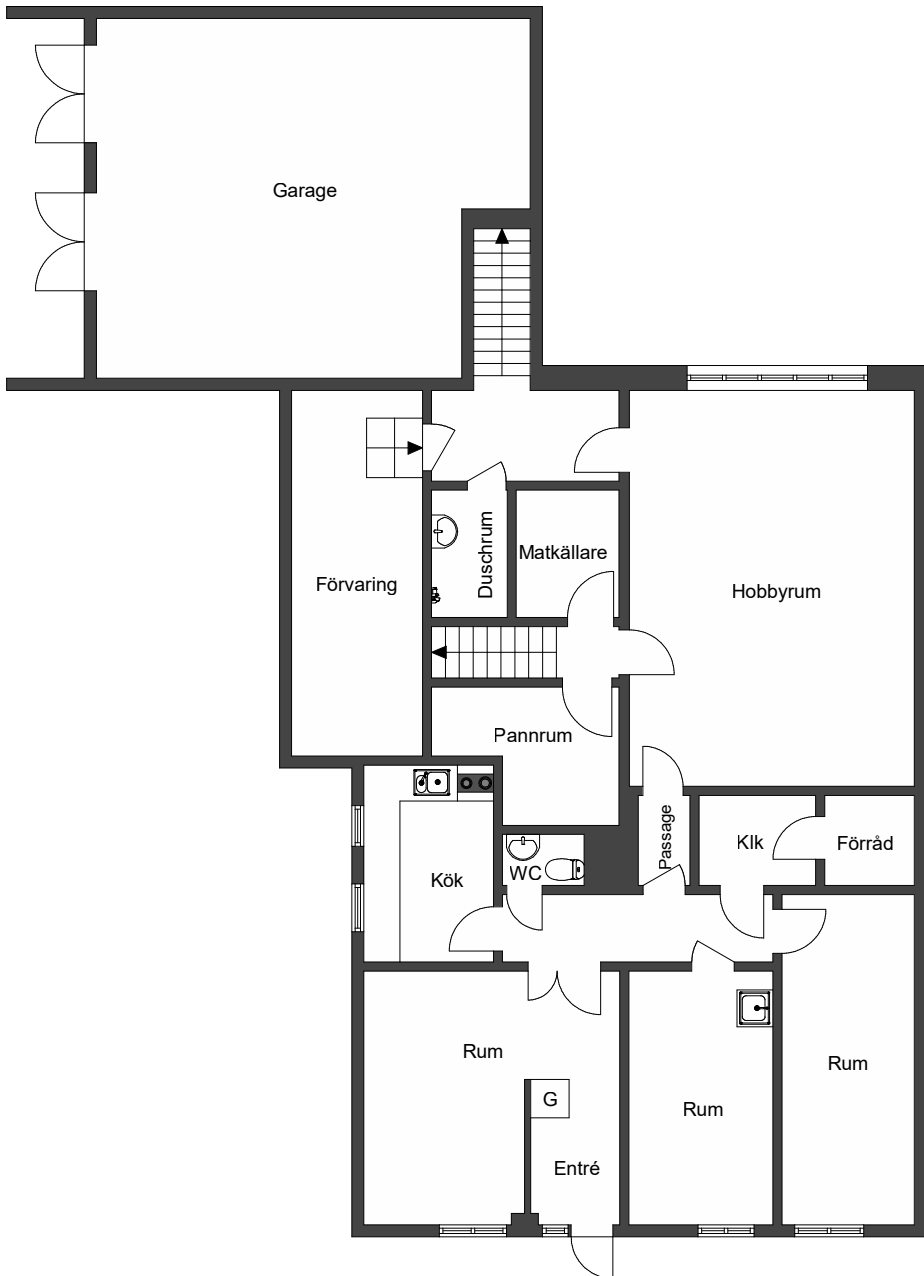 Garage
Duschrum
Matkällare
Förvaring
Hobbyrum
Pannrum
Passage
Klk
Förråd
WC
Kök
Rum
Rum
Rum
G
Entré